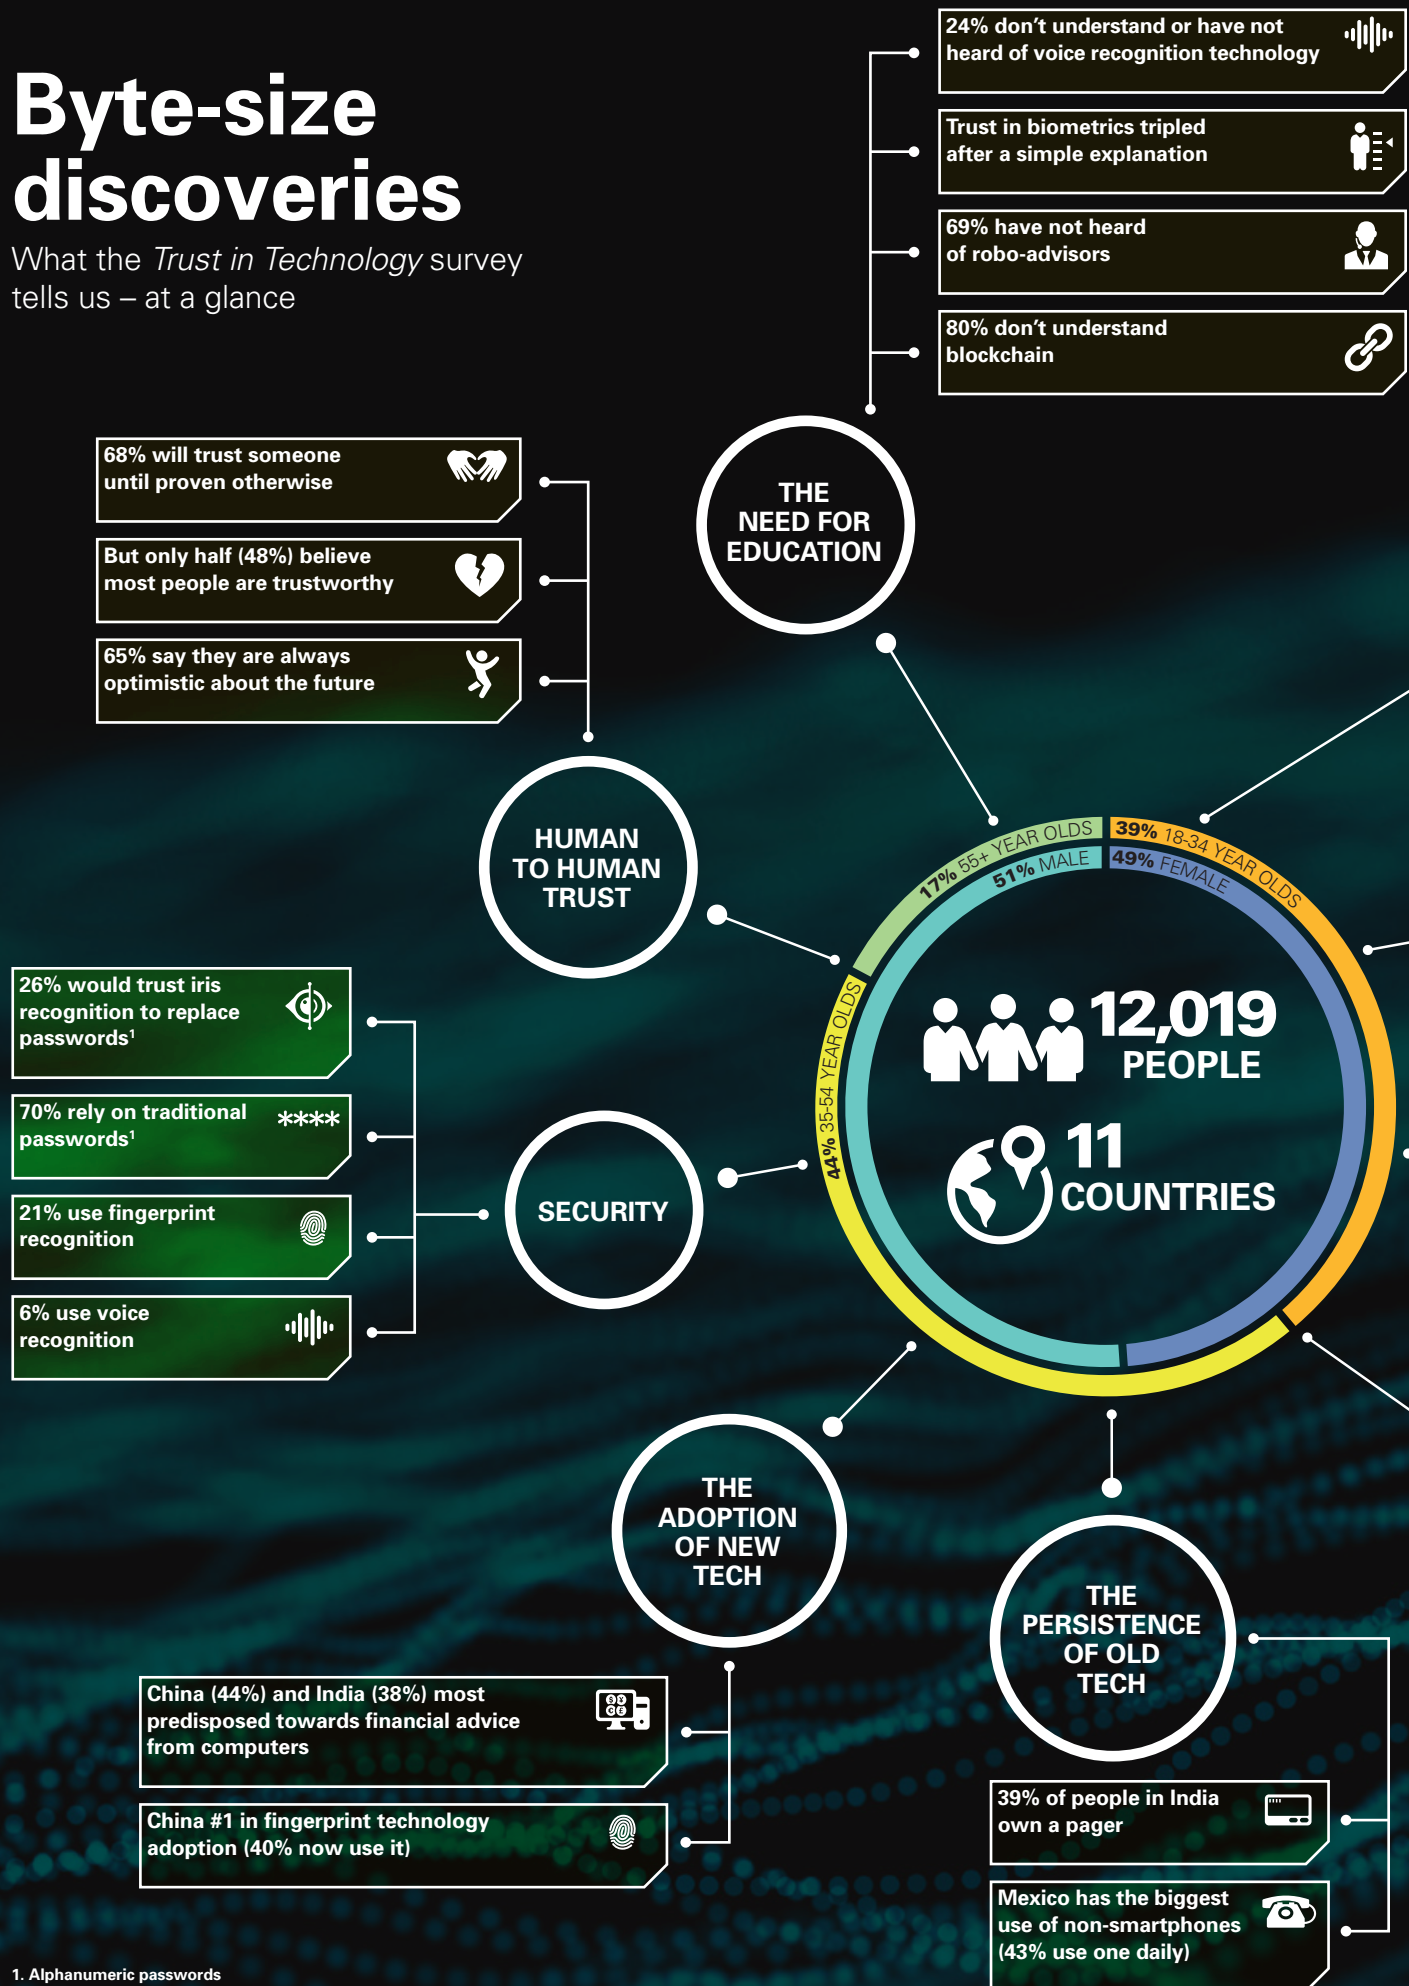 Byte-size
discoveries
What the Trust in Technology survey
tells us – at a glance
24% don’t understand or have not
heard of voice recognition technology
Trust in biometrics tripled
after a simple explanation
69% have not heard
of robo-advisors
80% don’t understand
blockchain
THE
NEED FOR
EDUCATION
68% will trust someone
until proven otherwise
But only half (48%) believe
most people are trustworthy
65% say they are always
optimistic about the future
HUMAN
TO HUMAN
TRUST
17% 55+ YEAR OLDS
39% 18-34 YEAR OLDS
51% MALE
49% FEMALE
44% 35-54 YEAR OLDS
12,019
PEOPLE
11
COUNTRIES
26% would trust iris
recognition to replace
passwords¹
70% rely on traditional
passwords¹
****
21% use fingerprint
recognition
6% use voice
recognition
SECURITY
THE
ADOPTION
OF NEW
TECH
China (44%) and India (38%) most
predisposed towards financial advice
from computers
China #1 in fingerprint technology
adoption (40% now use it)
THE
PERSISTENCE
OF OLD
TECH
39% of people in India
own a pager
Mexico has the biggest
use of non-smartphones
(43% use one daily)
1. Alphanumeric passwords